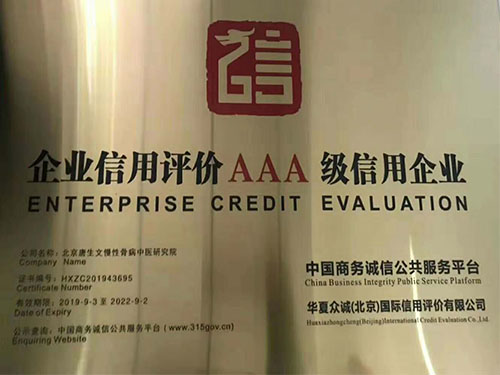 信
企业信用评价AAA级信用企业
ENTERPRISE CREDIT EVALUATION
公司名称：北京唐生文慢性骨病中医研究院
Company Name
证书编号：HXZC201943695
Certificate Number
有效期限：2019-9-3 至 2022-9-2
Date of Expiry
公示查询：中国商务诚信公共服务平台（www.315gov.cn)
Enquiring Website
中国商务诚信公共服务平台
China Business Integrity Public Service Platform
华夏众诚(北京)国际信用评价有限公司
Huaxiazhongcheng(Beijing)International Credit Evaluation Co.,Ltd.